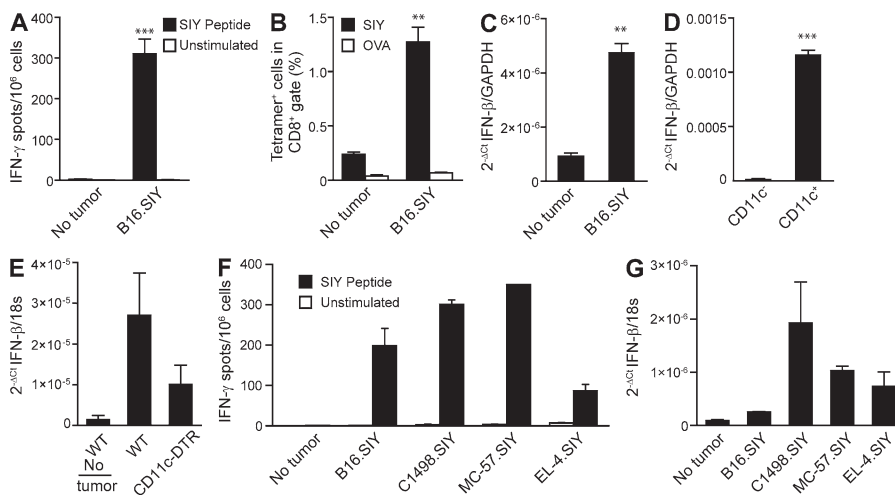 A
IFN-γ spots/10⁶ cells
400
300
200
100
0
***
SIY Peptide
Unstimulated
No tumor
B16.SIY
B
Tetramer⁺ cells in
CD8⁺ gate (%)
1.5
1.0
0.5
0.0
**
SIY
OVA
No tumor
B16.SIY
C
2^-ΔCt IFN-β/GAPDH
6×10⁻⁶
4×10⁻⁶
2×10⁻⁶
0
**
No tumor
B16.SIY
D
2^-ΔCt IFN-β/GAPDH
0.0015
0.0010
0.0005
0
***
CD11c⁻
CD11c⁺
E
2^-ΔCt IFN-β/18s
4×10⁻⁵
3×10⁻⁵
2×10⁻⁵
1×10⁻⁵
0
WT
WT
CD11c-DTR
No
tumor
F
IFN-γ spots/10⁶ cells
400
300
200
100
0
SIY Peptide
Unstimulated
No tumor
B16.SIY
C1498.SIY
MC-57.SIY
EL-4.SIY
G
2^-ΔCt IFN-β/18s
3×10⁻⁶
2×10⁻⁶
1×10⁻⁶
0
No tumor
B16.SIY
C1498.SIY
MC-57.SIY
EL-4.SIY